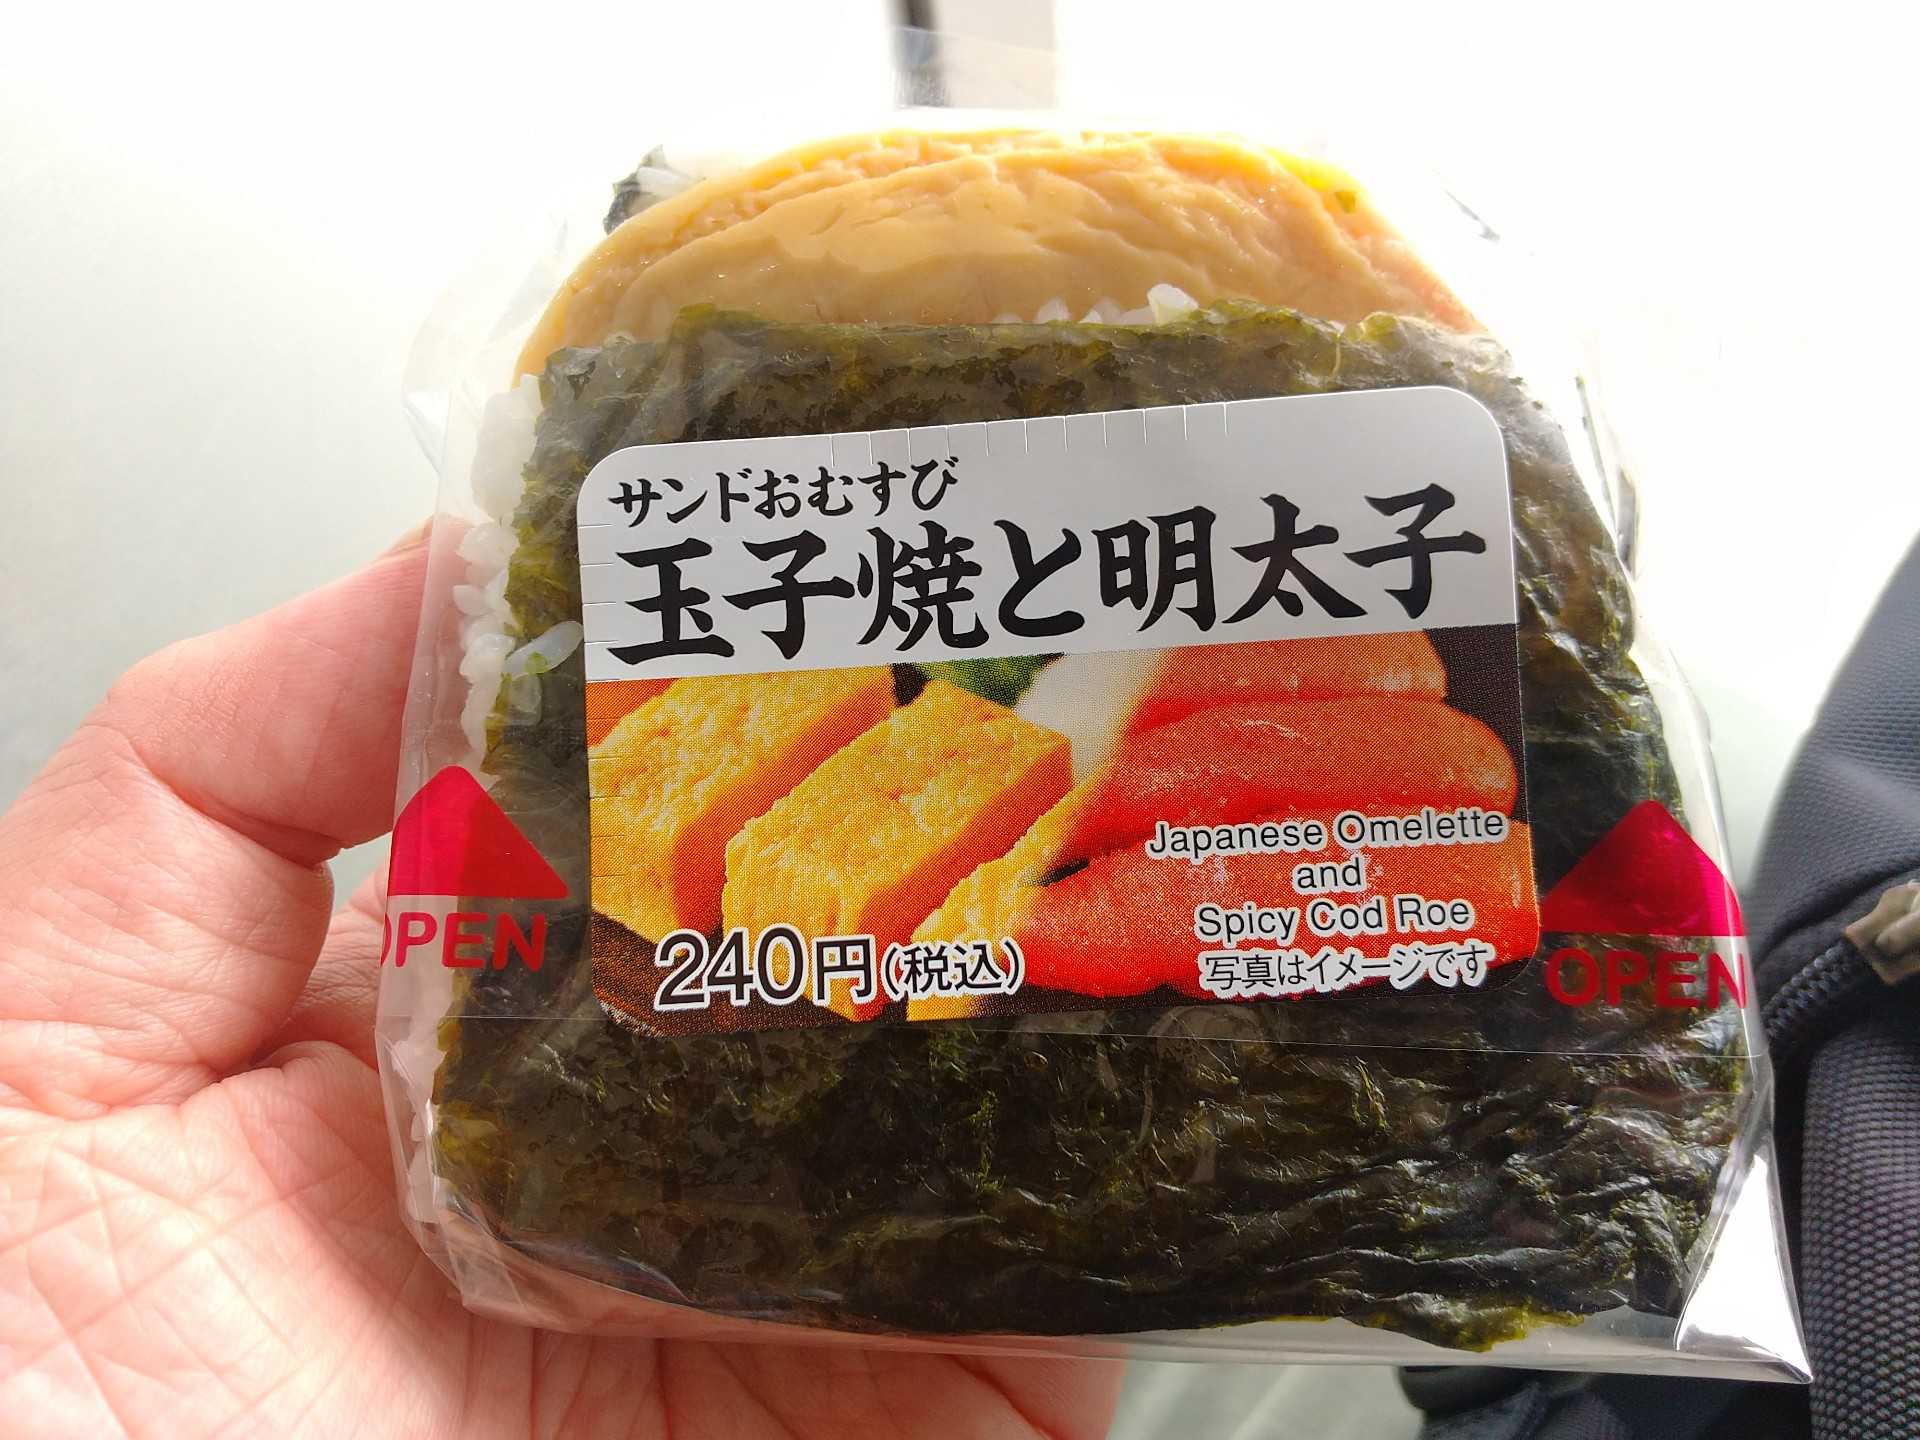 サンドおむすび
玉子焼と明太子
Japanese Omelette
and
Spicy Cod Roe
写真はイメージです
240円(税込)
OPEN
OPEN